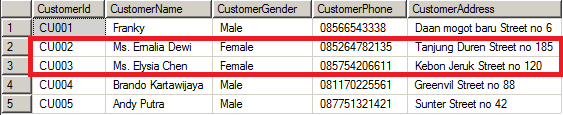 CustomerId CustomerName CustomerGender CustomerPhone CustomerAddress
1 CU001 Franky Male 08566543338 Daan mogot baru Street no 6
2 CU002 Ms. Emalia Dewi Female 085264782135 Tanjung Duren Street no 185
3 CU003 Ms. Elysia Chen Female 085754206611 Kebon Jeruk Street no 120
4 CU004 Brando Kartawijaya Male 081170225561 Greenvil Street no 88
5 CU005 Andy Putra Male 087751321421 Sunter Street no 42